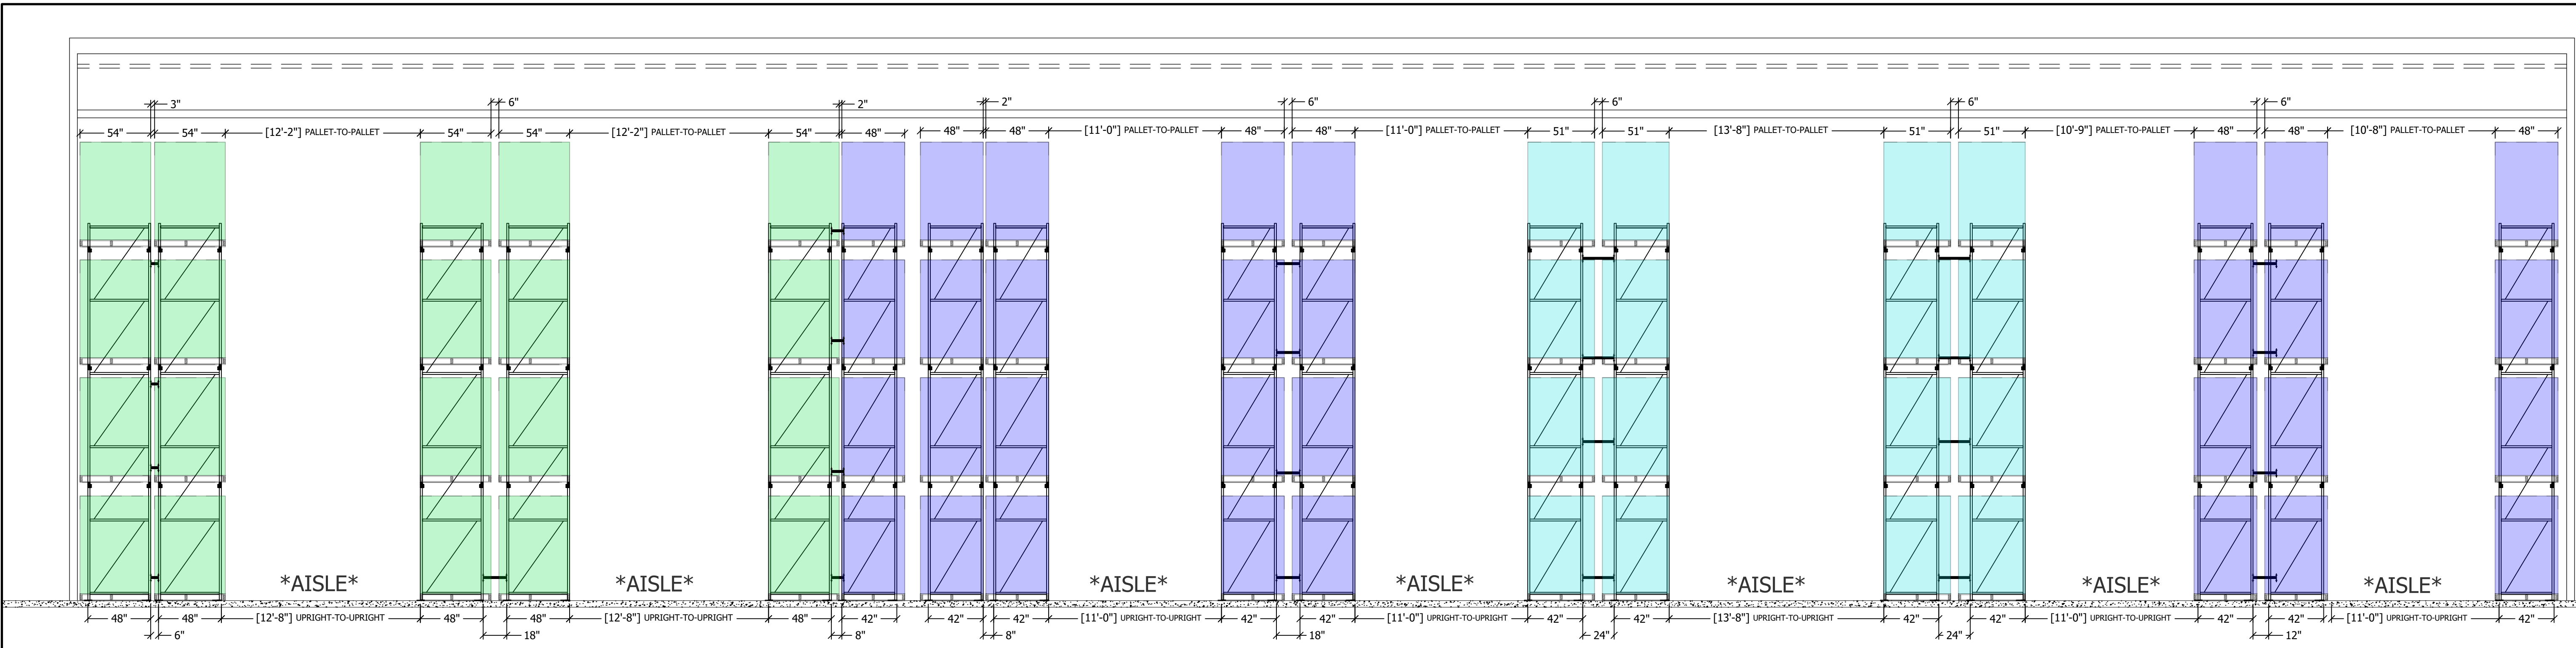 3" 6" 2" 2" 6" 6" 6" 6"
54" 54" [12'-2"] PALLET-TO-PALLET 54" 54" [12'-2"] PALLET-TO-PALLET 54" 48" 48" 48" [11'-0"] PALLET-TO-PALLET 48" 48" [11'-0"] PALLET-TO-PALLET 51" 51" [13'-8"] PALLET-TO-PALLET 51" 51" [10'-9"] PALLET-TO-PALLET 48" 48" [10'-8"] PALLET-TO-PALLET 48"
*AISLE* *AISLE* *AISLE* *AISLE* *AISLE* *AISLE* *AISLE*
48" 48" [12'-8"] UPRIGHT-TO-UPRIGHT 48" 48" [12'-8"] UPRIGHT-TO-UPRIGHT 48" 42" 42" 42" [11'-0"] UPRIGHT-TO-UPRIGHT 42" 42" [11'-0"] UPRIGHT-TO-UPRIGHT 42" 42" [13'-8"] UPRIGHT-TO-UPRIGHT 42" 42" [11'-0"] UPRIGHT-TO-UPRIGHT 42" 42" [11'-0"] UPRIGHT-TO-UPRIGHT 42"
6" 18" 8" 8" 18" 24" 24" 12"